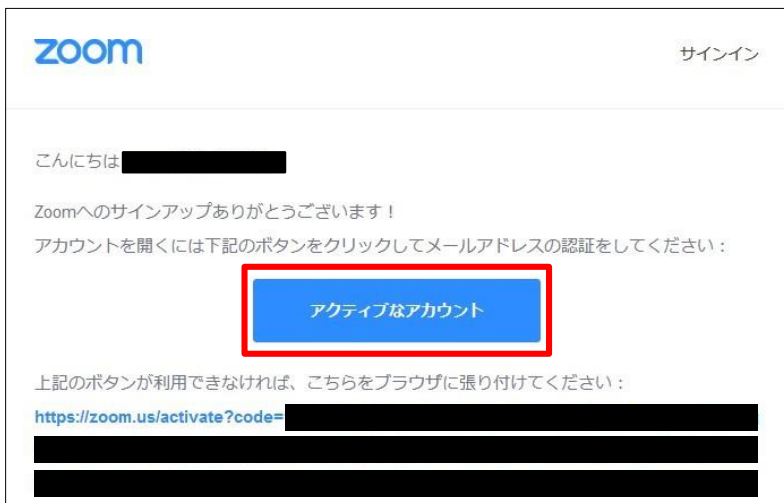 zoom
サインイン
こんにちは
Zoomへのサインアップありがとうございます！
アカウントを開くには下記のボタンをクリックしてメールアドレスの認証をしてください：
アクティブなアカウント
上記のボタンが利用できなければ、こちらをブラウザに張り付けてください：
https://zoom.us/activate?code=